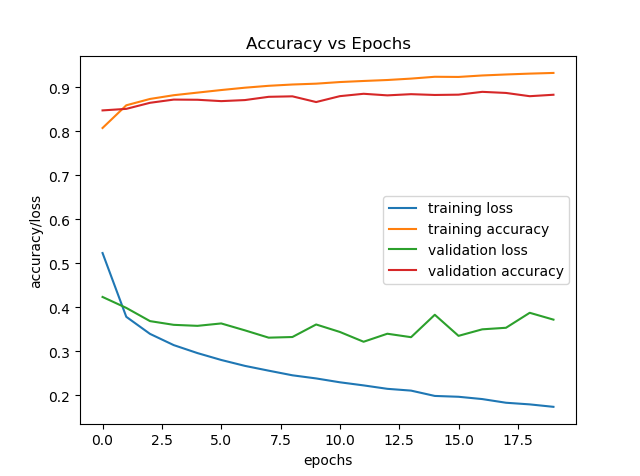 Accuracy vs Epochs
accuracy/loss
0.9
0.8
0.7
0.6
0.5
0.4
0.3
0.2
training loss
training accuracy
validation loss
validation accuracy
0.0 2.5 5.0 7.5 10.0 12.5 15.0 17.5
epochs